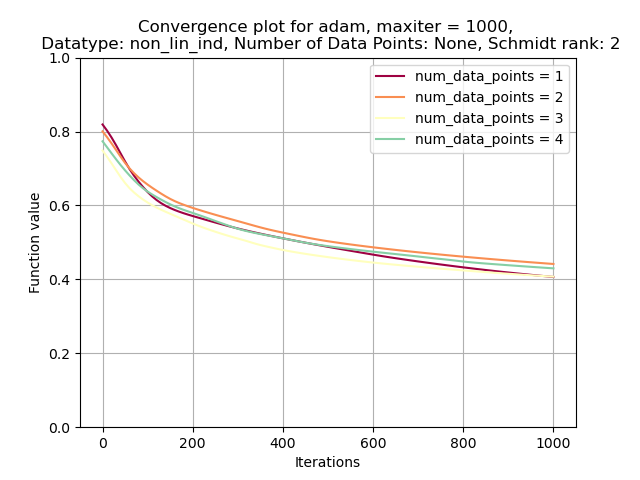 Convergence plot for adam, maxiter = 1000,
Datatype: non_lin_ind, Number of Data Points: None, Schmidt rank: 2
num_data_points = 1
num_data_points = 2
num_data_points = 3
num_data_points = 4
Function value
1.0
0.8
0.6
0.4
0.2
0.0
0 200 400 600 800 1000
Iterations